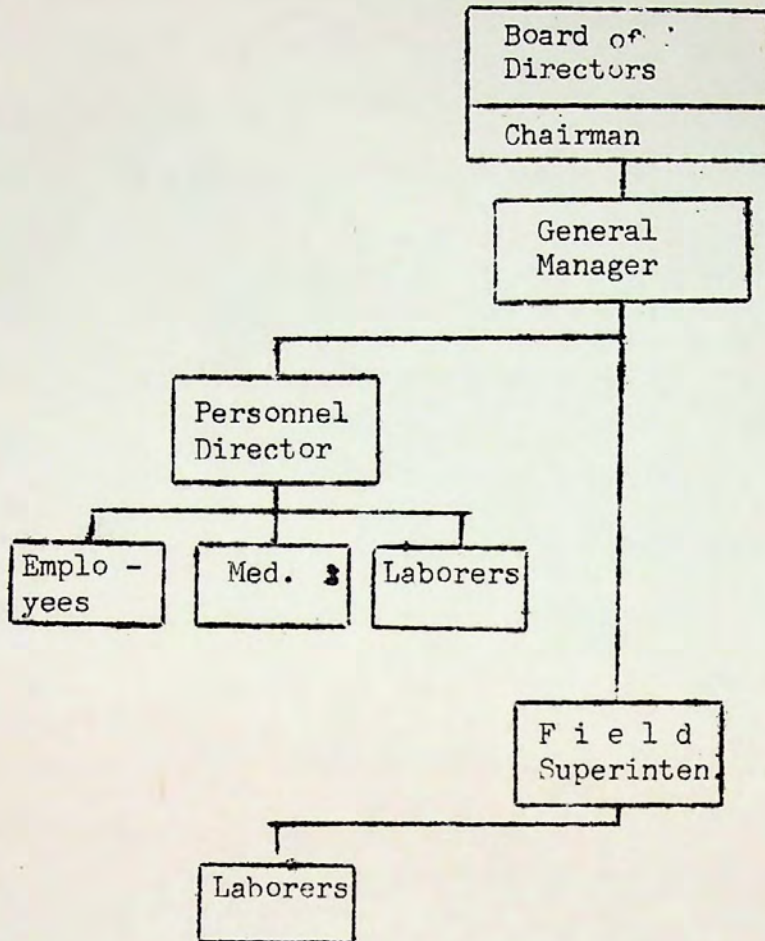 Board of
Directors
Chairman
General
Manager
Personnel
Director
Emplo -
yees
Med.
Laborers
F i e l d
Superinten.
Laborers